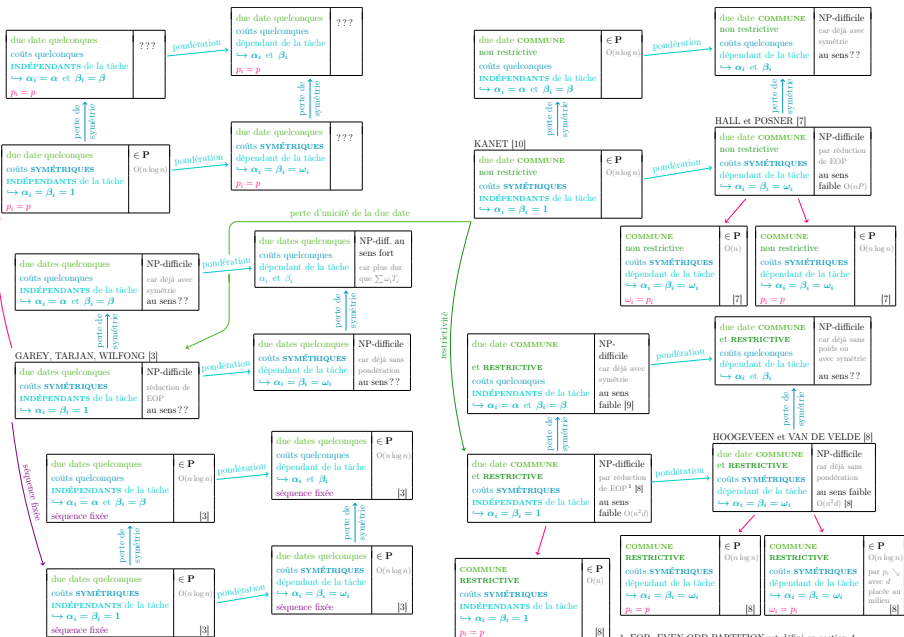 due date quelconques
coûts quelconques
INDÉPENDANTS de la tâche
↪ αᵢ = α et βᵢ = β
pᵢ = p
???
pondération
due date quelconques
coûts quelconques
dépendant de la tâche
↪ αᵢ et βᵢ
pᵢ = p
???
perte de
symétrie
perte de
symétrie
due date quelconques
coûts SYMÉTRIQUES
INDÉPENDANTS de la tâche
↪ αᵢ = βᵢ = 1
pᵢ = p
∈ P
O(n log n)
pondération
due date quelconques
coûts SYMÉTRIQUES
dépendant de la tâche
↪ αᵢ = βᵢ = ωᵢ
pᵢ = p
???
due date COMMUNE
non restrictive
coûts quelconques
INDÉPENDANTS de la tâche
↪ αᵢ = α et βᵢ = β
∈ P
O(n log n)
pondération
due date COMMUNE
non restrictive
coûts quelconques
dépendant de la tâche
↪ αᵢ et βᵢ
NP-difficile
car déjà avec
symétrie
au sens ??
perte de
symétrie
perte de
symétrie
KANET [10]
due date COMMUNE
non restrictive
coûts SYMÉTRIQUES
INDÉPENDANTS de la tâche
↪ αᵢ = βᵢ = 1
∈ P
O(n log n)
pondération
HALL et POSNER [7]
due date COMMUNE
non restrictive
coûts SYMÉTRIQUES
dépendant de la tâche
↪ αᵢ = βᵢ = ωᵢ
NP-difficile
par réduction
de EOP
au sens
faible O(nP)
perte d'unicité de la due date
restrictivité
COMMUNE
non restrictive
coûts SYMÉTRIQUES
dépendant de la tâche
↪ αᵢ = βᵢ = ωᵢ
ωᵢ = pᵢ
∈ P
O(n)
[7]
COMMUNE
non restrictive
coûts SYMÉTRIQUES
dépendant de la tâche
↪ αᵢ = βᵢ = ωᵢ
pᵢ = p
∈ P
O(n log n)
[7]
due dates quelconques
coûts quelconques
INDÉPENDANTS de la tâche
↪ αᵢ = α et βᵢ = β
NP-difficile
car déjà avec
symétrie
au sens ??
pondération
due dates quelconques
coûts quelconques
dépendant de la tâche
αᵢ et βᵢ
NP-diff. au
sens fort
car plus dur
que ∑ωᵢTᵢ
perte de
symétrie
perte de
symétrie
GAREY, TARJAN, WILFONG [3]
due dates quelconques
coûts SYMÉTRIQUES
INDÉPENDANTS de la tâche
↪ αᵢ = βᵢ = 1
NP-difficile
réduction de
EOP
au sens ??
pondération
due dates quelconques
coûts SYMÉTRIQUES
dépendant de la tâche
↪ αᵢ = βᵢ = ωᵢ
NP-difficile
car déjà sans
pondération
au sens ??
séquence fixée
due dates quelconques
coûts quelconques
INDÉPENDANTS de la tâche
↪ αᵢ = α et βᵢ = β
séquence fixée
∈ P
O(n log n)
[3]
pondération
due dates quelconques
coûts quelconques
dépendant de la tâche
↪ αᵢ et βᵢ
séquence fixée
∈ P
O(n log n)
[3]
perte de
symétrie
perte de
symétrie
due dates quelconques
coûts SYMÉTRIQUES
INDÉPENDANTS de la tâche
↪ αᵢ = βᵢ = 1
séquence fixée
∈ P
O(n log n)
[3]
pondération
due dates quelconques
coûts SYMÉTRIQUES
dépendant de la tâche
↪ αᵢ = βᵢ = ωᵢ
séquence fixée
∈ P
O(n log n)
[3]
due date COMMUNE
et RESTRICTIVE
coûts quelconques
INDÉPENDANTS de la tâche
↪ αᵢ = α et βᵢ = β
NP-
difficile
car déjà avec
symétrie
au sens
faible [9]
pondération
due date COMMUNE
et RESTRICTIVE
coûts quelconques
dépendant de la tâche
↪ αᵢ et βᵢ
NP-difficile
car déjà sans
poids ou
avec symétrie
au sens ??
perte de
symétrie
perte de
symétrie
due date COMMUNE
et RESTRICTIVE
coûts SYMÉTRIQUES
INDÉPENDANTS de la tâche
↪ αᵢ = βᵢ = 1
NP-difficile
par réduction
de EOP¹ [8]
au sens
faible O(n²d)
pondération
HOOGEVEEN et VAN DE VELDE [8]
due date COMMUNE
et RESTRICTIVE
coûts SYMÉTRIQUES
dépendant de la tâche
↪ αᵢ = βᵢ = ωᵢ
NP-difficile
car déjà sans
pondération
au sens faible
O(n²d) [8]
COMMUNE
RESTRICTIVE
coûts SYMÉTRIQUES
INDÉPENDANTS de la tâche
↪ αᵢ = βᵢ = 1
pᵢ = p
∈ P
O(n)
[8]
COMMUNE
RESTRICTIVE
coûts SYMÉTRIQUES
dépendant de la tâche
↪ αᵢ = βᵢ = ωᵢ
pᵢ = p
∈ P
O(n log n)
[8]
COMMUNE
RESTRICTIVE
coûts SYMÉTRIQUES
dépendant de la tâche
↪ αᵢ = βᵢ = ωᵢ
ωᵢ = pᵢ
∈ P
O(n log n)
par pᵢ ↘
avec d
placée au
milieu
[8]